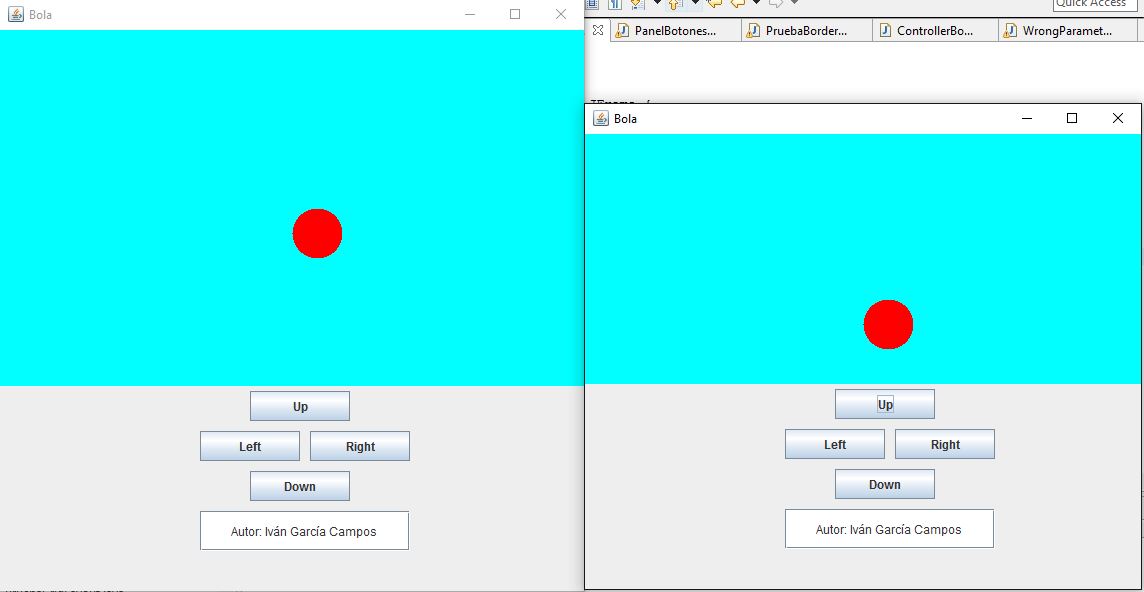 Bola
Quick Access
PanelBotones...
PruebaBorder...
ControllerBo...
WrongParamet...
Bola
Up
Left
Right
Down
Autor: Iván García Campos
Up
Left
Right
Down
Autor: Iván García Campos